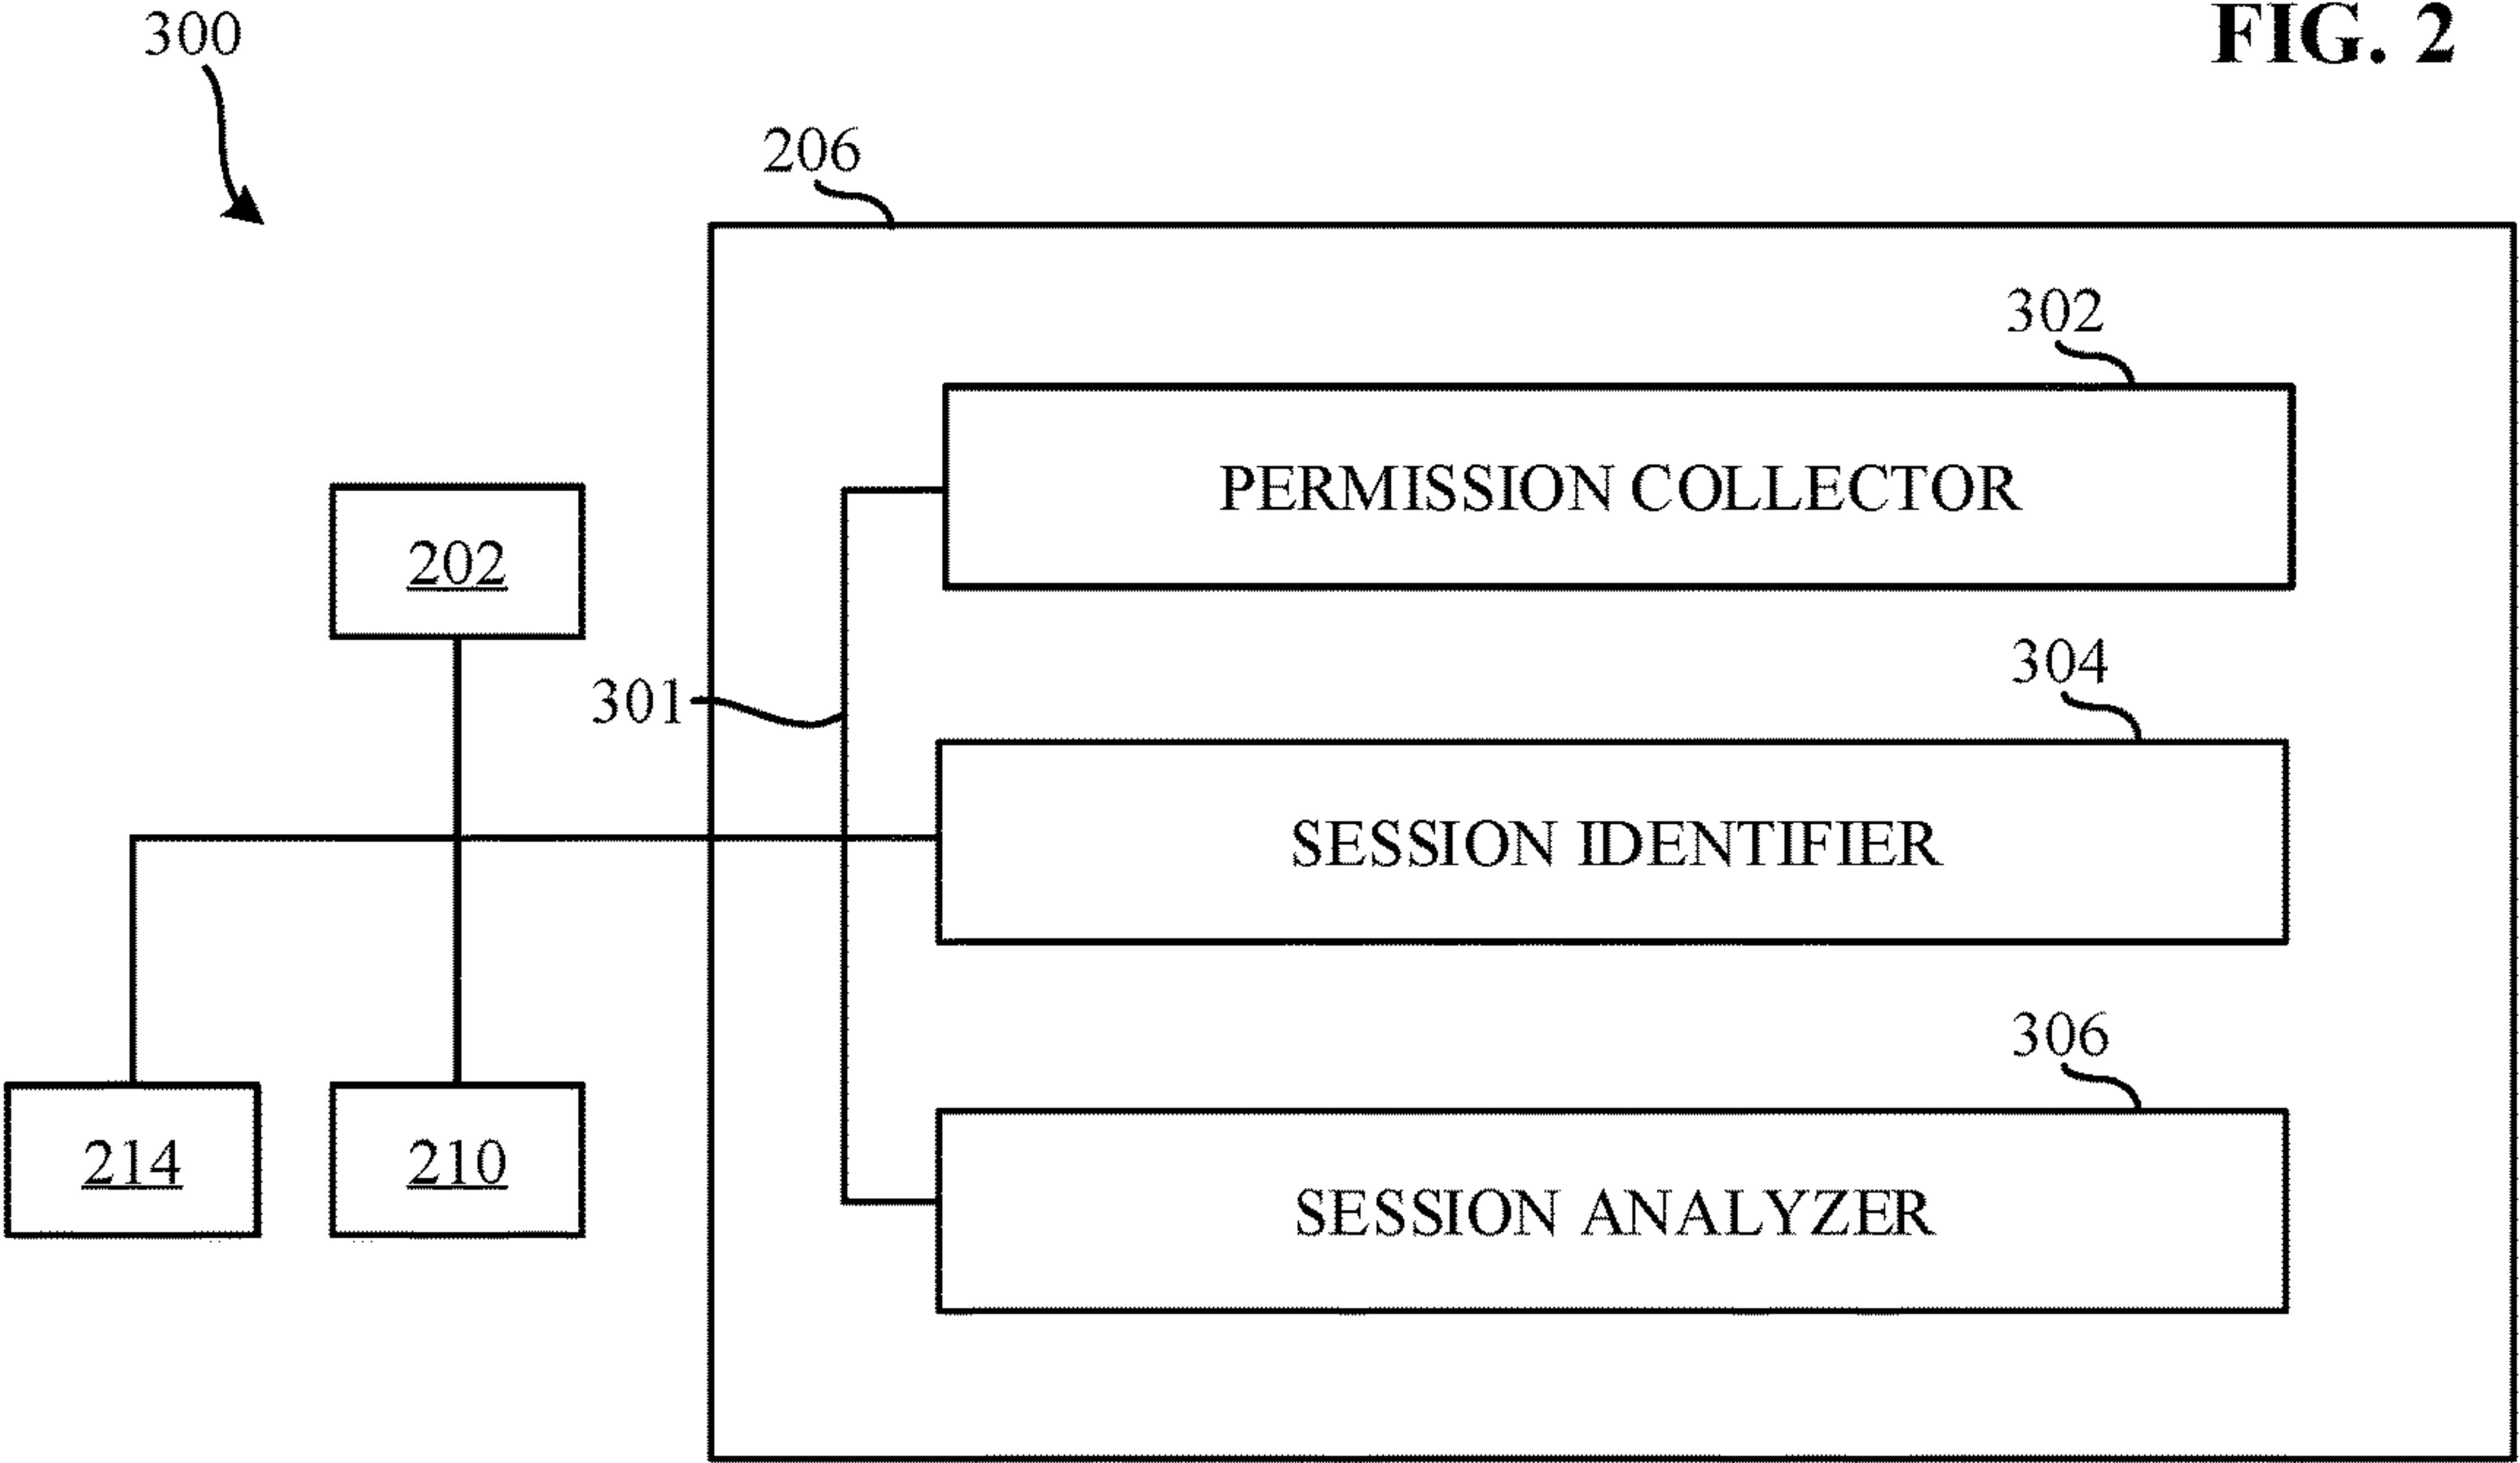 300
FIG. 2
206
302
PERMISSION COLLECTOR
202
301
304
SESSION IDENTIFIER
306
214
210
SESSION ANALYZER